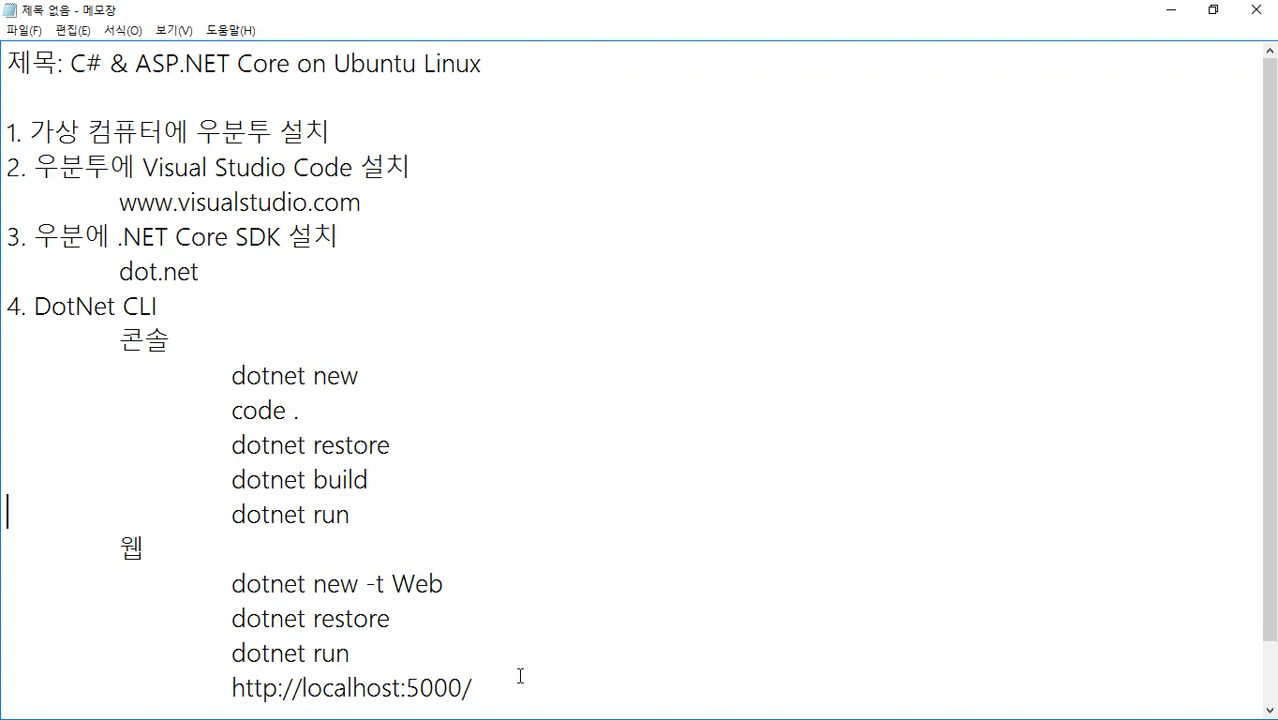 제목 없음 - 메모장
파일(F) 편집(E) 서식(O) 보기(V) 도움말(H)
제목: C# & ASP.NET Core on Ubuntu Linux
1. 가상 컴퓨터에 우분투 설치
2. 우분투에 Visual Studio Code 설치
www.visualstudio.com
3. 우분에 .NET Core SDK 설치
dot.net
4. DotNet CLI
콘솔
dotnet new
code .
dotnet restore
dotnet build
dotnet run
웹
dotnet new -t Web
dotnet restore
dotnet run
http://localhost:5000/